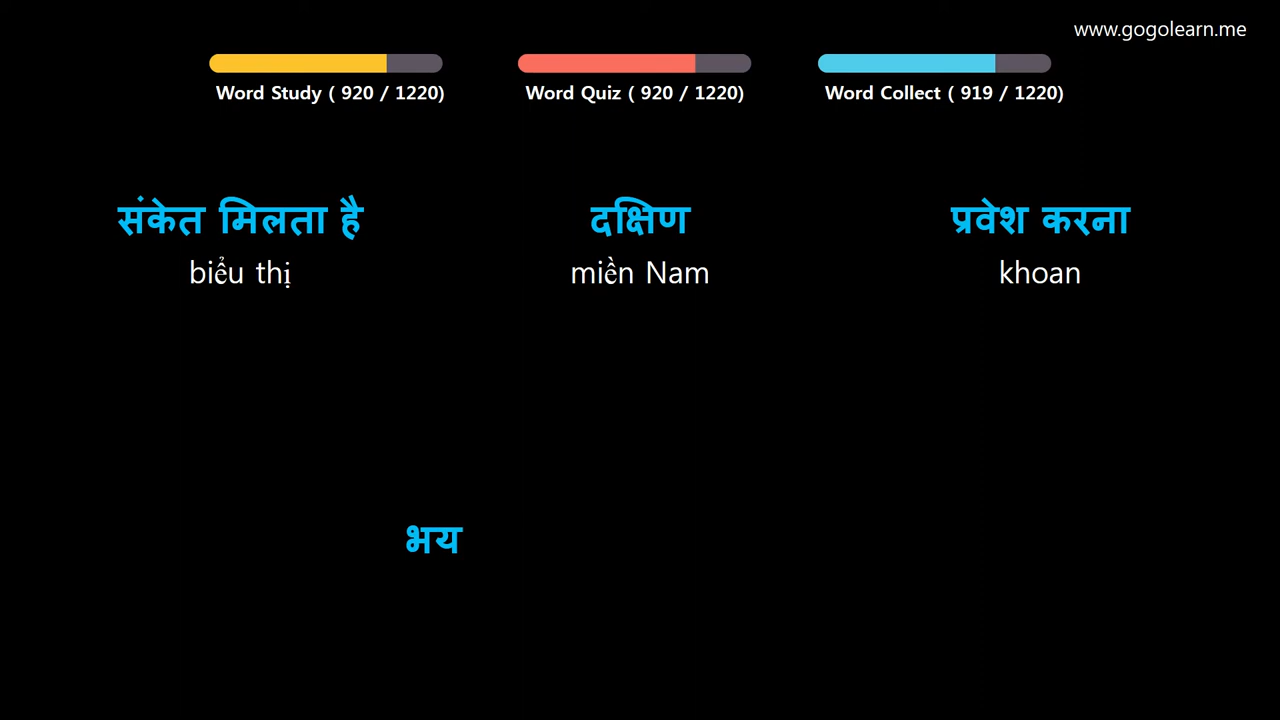 www.gogolearn.me
Word Study ( 920 / 1220) Word Quiz ( 920 / 1220) Word Collect ( 919 / 1220)
संकेत मिलता है दक्षिण प्रवेश करना
biểu thị miền Nam khoan
भय